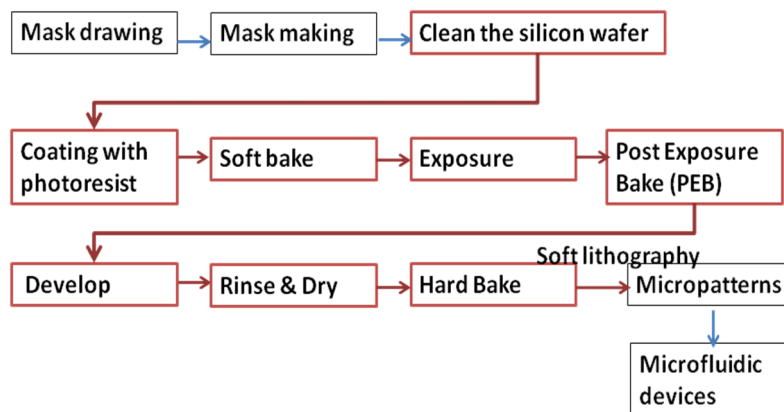 Mask drawing
Mask making
Clean the silicon wafer
Coating with
photoresist
Soft bake
Exposure
Post Exposure
Bake (PEB)
Develop
Rinse & Dry
Hard Bake
Soft lithography
Micropatterns
Microfluidic
devices